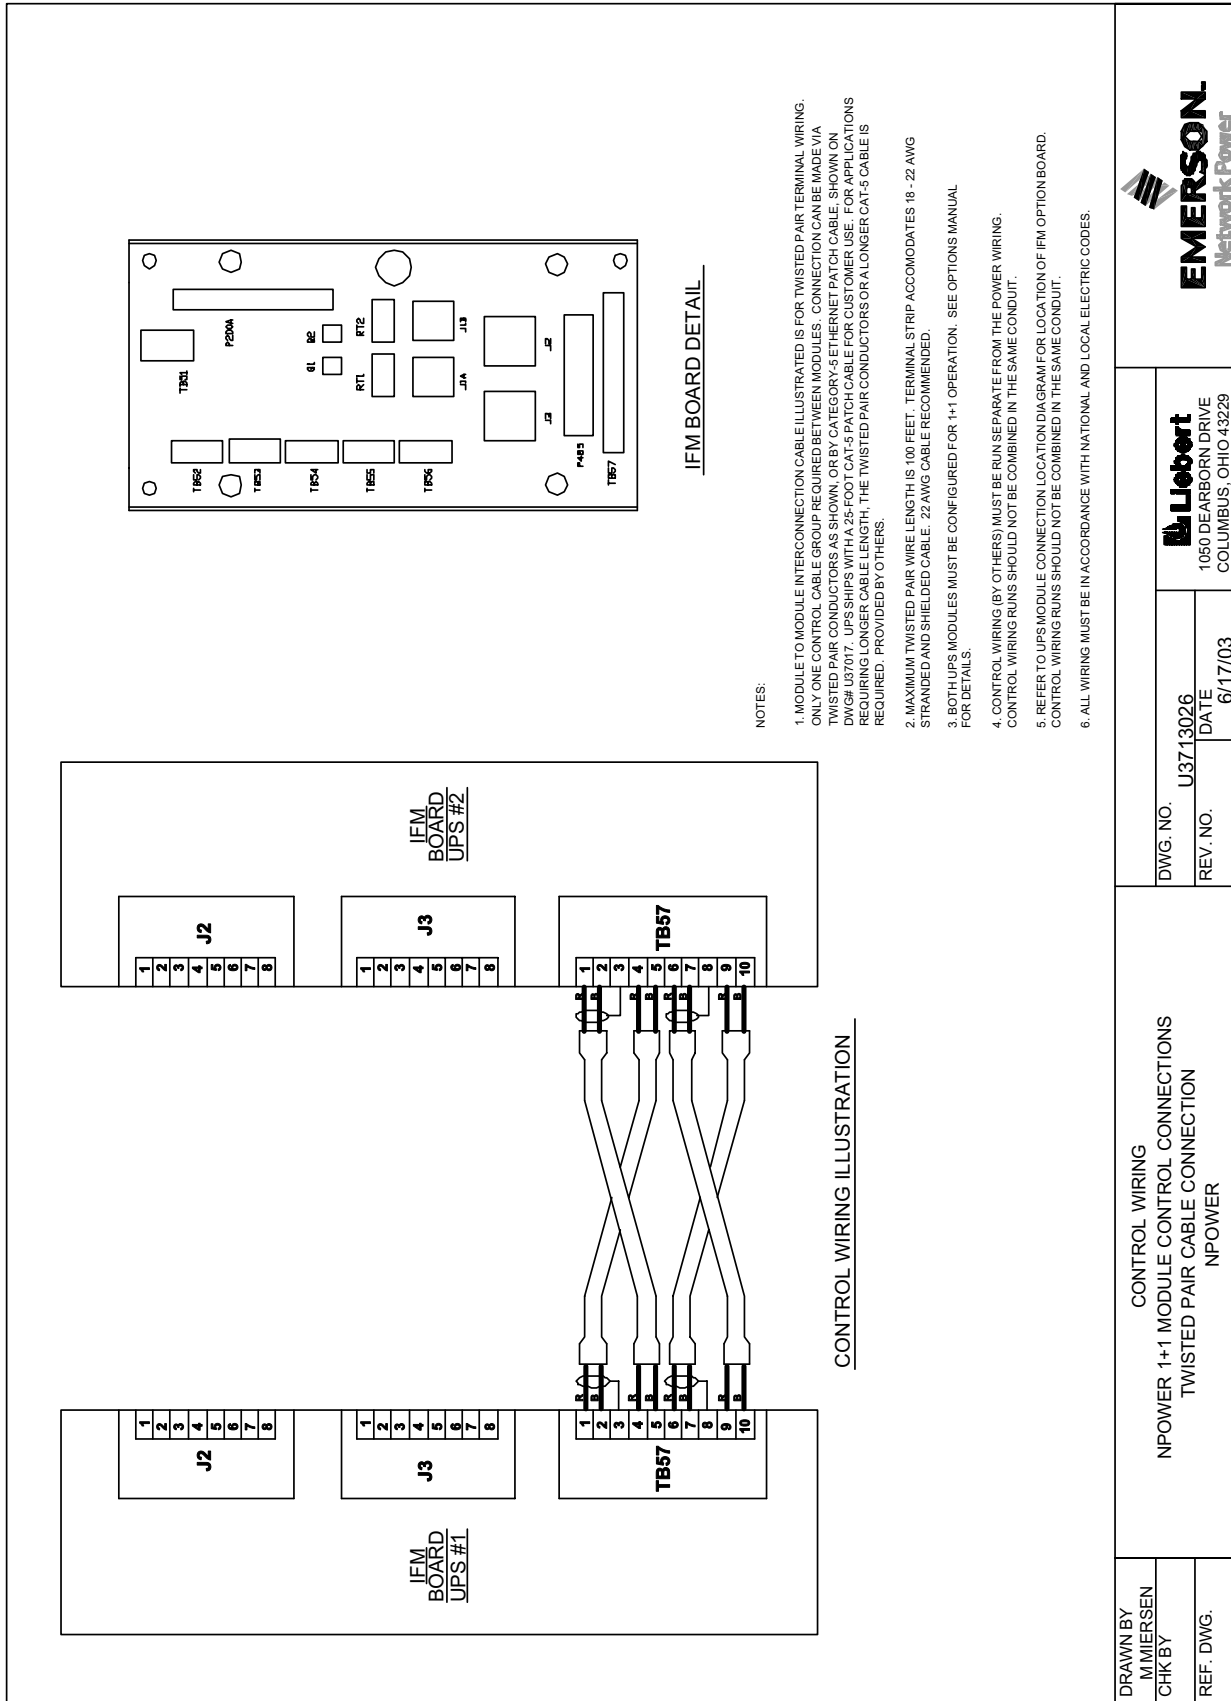 IFM
BOARD
UPS #1
J2
1
2
3
4
5
6
7
8
J3
1
2
3
4
5
6
7
8
TB57
1
2
3
4
5
6
7
8
9
10
R
B
R
B
R
B
R
B
IFM
BOARD
UPS #2
J2
1
2
3
4
5
6
7
8
J3
1
2
3
4
5
6
7
8
TB57
1
2
3
4
5
6
7
8
9
10
R
B
R
B
R
B
R
B
CONTROL WIRING ILLUSTRATION
TB51
P200A
TB52
TB53
TB54
TB55
TB56
RT1
RT2
J1B
J3
J2
P485
TB57
IFM BOARD DETAIL
NOTES:
1. MODULE TO MODULE INTERCONNECTION CABLE ILLUSTRATED IS FOR TWISTED PAIR TERMINAL WIRING.
ONLY ONE CONTROL CABLE GROUP REQUIRED BETWEEN MODULES. CONNECTION CAN BE MADE VIA
TWISTED PAIR CONDUCTORS AS SHOWN, OR BY CATEGORY-5 ETHERNET PATCH CABLE, SHOWN ON
DWG# U37017. UPS SHIPS WITH A 25-FOOT CAT-5 PATCH CABLE FOR CUSTOMER USE. FOR APPLICATIONS
REQUIRING LONGER CABLE LENGTH, THE TWISTED PAIR CONDUCTORS OR A LONGER CAT-5 CABLE IS
REQUIRED. PROVIDED BY OTHERS.
2. MAXIMUM TWISTED PAIR WIRE LENGTH IS 100 FEET. TERMINAL STRIP ACCOMODATES 18 - 22 AWG
STRANDED AND SHIELDED CABLE. 22 AWG CABLE RECOMMENDED.
3. BOTH UPS MODULES MUST BE CONFIGURED FOR 1+1 OPERATION. SEE OPTIONS MANUAL
FOR DETAILS.
4. CONTROL WIRING (BY OTHERS) MUST BE RUN SEPARATE FROM THE POWER WIRING.
CONTROL WIRING RUNS SHOULD NOT BE COMBINED IN THE SAME CONDUIT.
5. REFER TO UPS MODULE CONNECTION LOCATION DIAGRAM FOR LOCATION OF IFM OPTION BOARD.
CONTROL WIRING RUNS SHOULD NOT BE COMBINED IN THE SAME CONDUIT.
6. ALL WIRING MUST BE IN ACCORDANCE WITH NATIONAL AND LOCAL ELECTRIC CODES.
DRAWN BY
M MIERSEN
CHK BY
REF. DWG.
CONTROL WIRING
NPOWER 1+1 MODULE CONTROL CONNECTIONS
TWISTED PAIR CABLE CONNECTION
NPOWER
DWG. NO.
U3713026
REV. NO.
DATE
6/17/03
Liebert
1050 DEARBORN DRIVE
COLUMBUS, OHIO 43229
EMERSON
Network Power